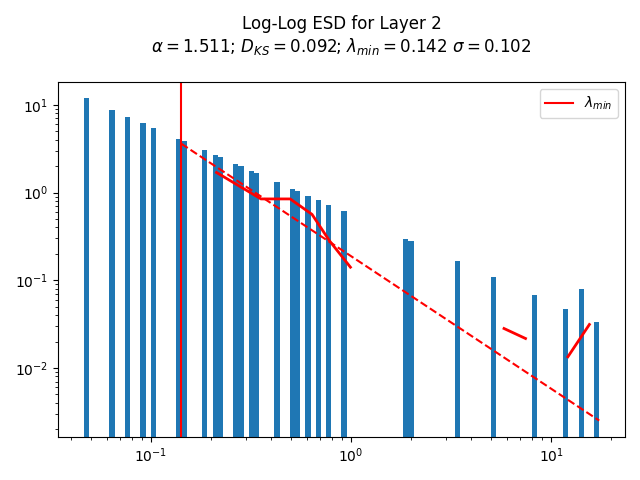 Log-Log ESD for Layer 2
α = 1.511; D_KS = 0.092; λ_min = 0.142 σ = 0.102
λ_min
10^1
10^0
10^-1
10^-2
10^-1
10^0
10^1